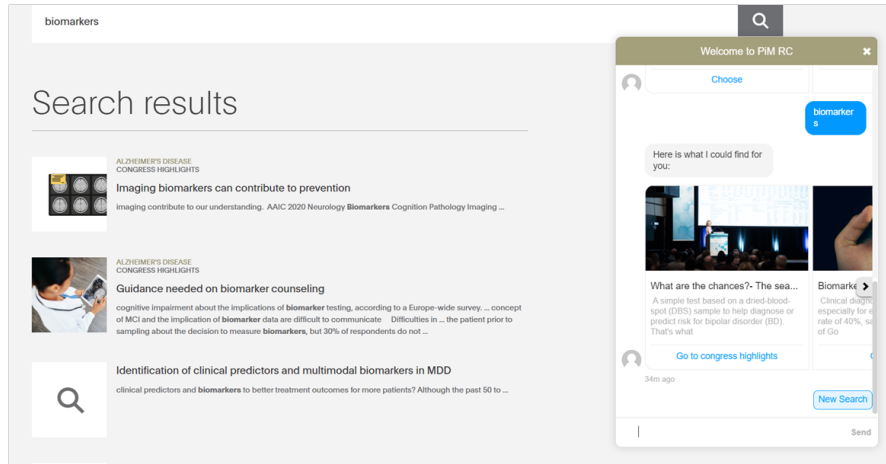 biomarkers
Search results
ALZHEIMER'S DISEASE
CONGRESS HIGHLIGHTS
Imaging biomarkers can contribute to prevention
imaging contribute to our understanding. AAIC 2020 Neurology Biomarkers Cognition Pathology Imaging ...
ALZHEIMER'S DISEASE
CONGRESS HIGHLIGHTS
Guidance needed on biomarker counseling
cognitive impairment about the implications of biomarker testing, according to a Europe-wide survey. ... concept
of MCI and the implication of biomarker data are difficult to communicate Difficulties in ... the patient prior to
sampling about the decision to measure biomarkers, but 30% of respondents do not ...
Identification of clinical predictors and multimodal biomarkers in MDD
clinical predictors and biomarkers to better treatment outcomes for more patients? Although the past 50 to ...
Welcome to PiM RC
Choose
biomarker
s
Here is what I could find for
you:
What are the chances?- The sea...
A simple test based on a dried-blood-
spot (DBS) sample to help diagnose or
predict risk for bipolar disorder (BD).
That's what
Go to congress highlights
Biomarke
Clinical diagn
especially for e
rate of 40%, sa
of Go
34m ago
New Search
Send